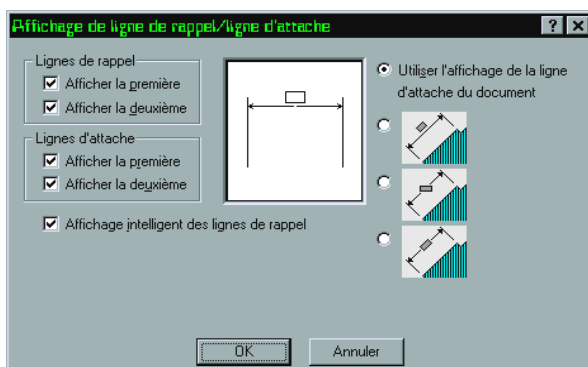 Affichage de ligne de rappel/ligne d'attache
Lignes de rappel
Afficher la première
Afficher la deuxième
Lignes d'attache
Afficher la première
Afficher la deuxième
Affichage intelligent des lignes de rappel
Utiliser l'affichage de la ligne
d'attache du document
OK
Annuler